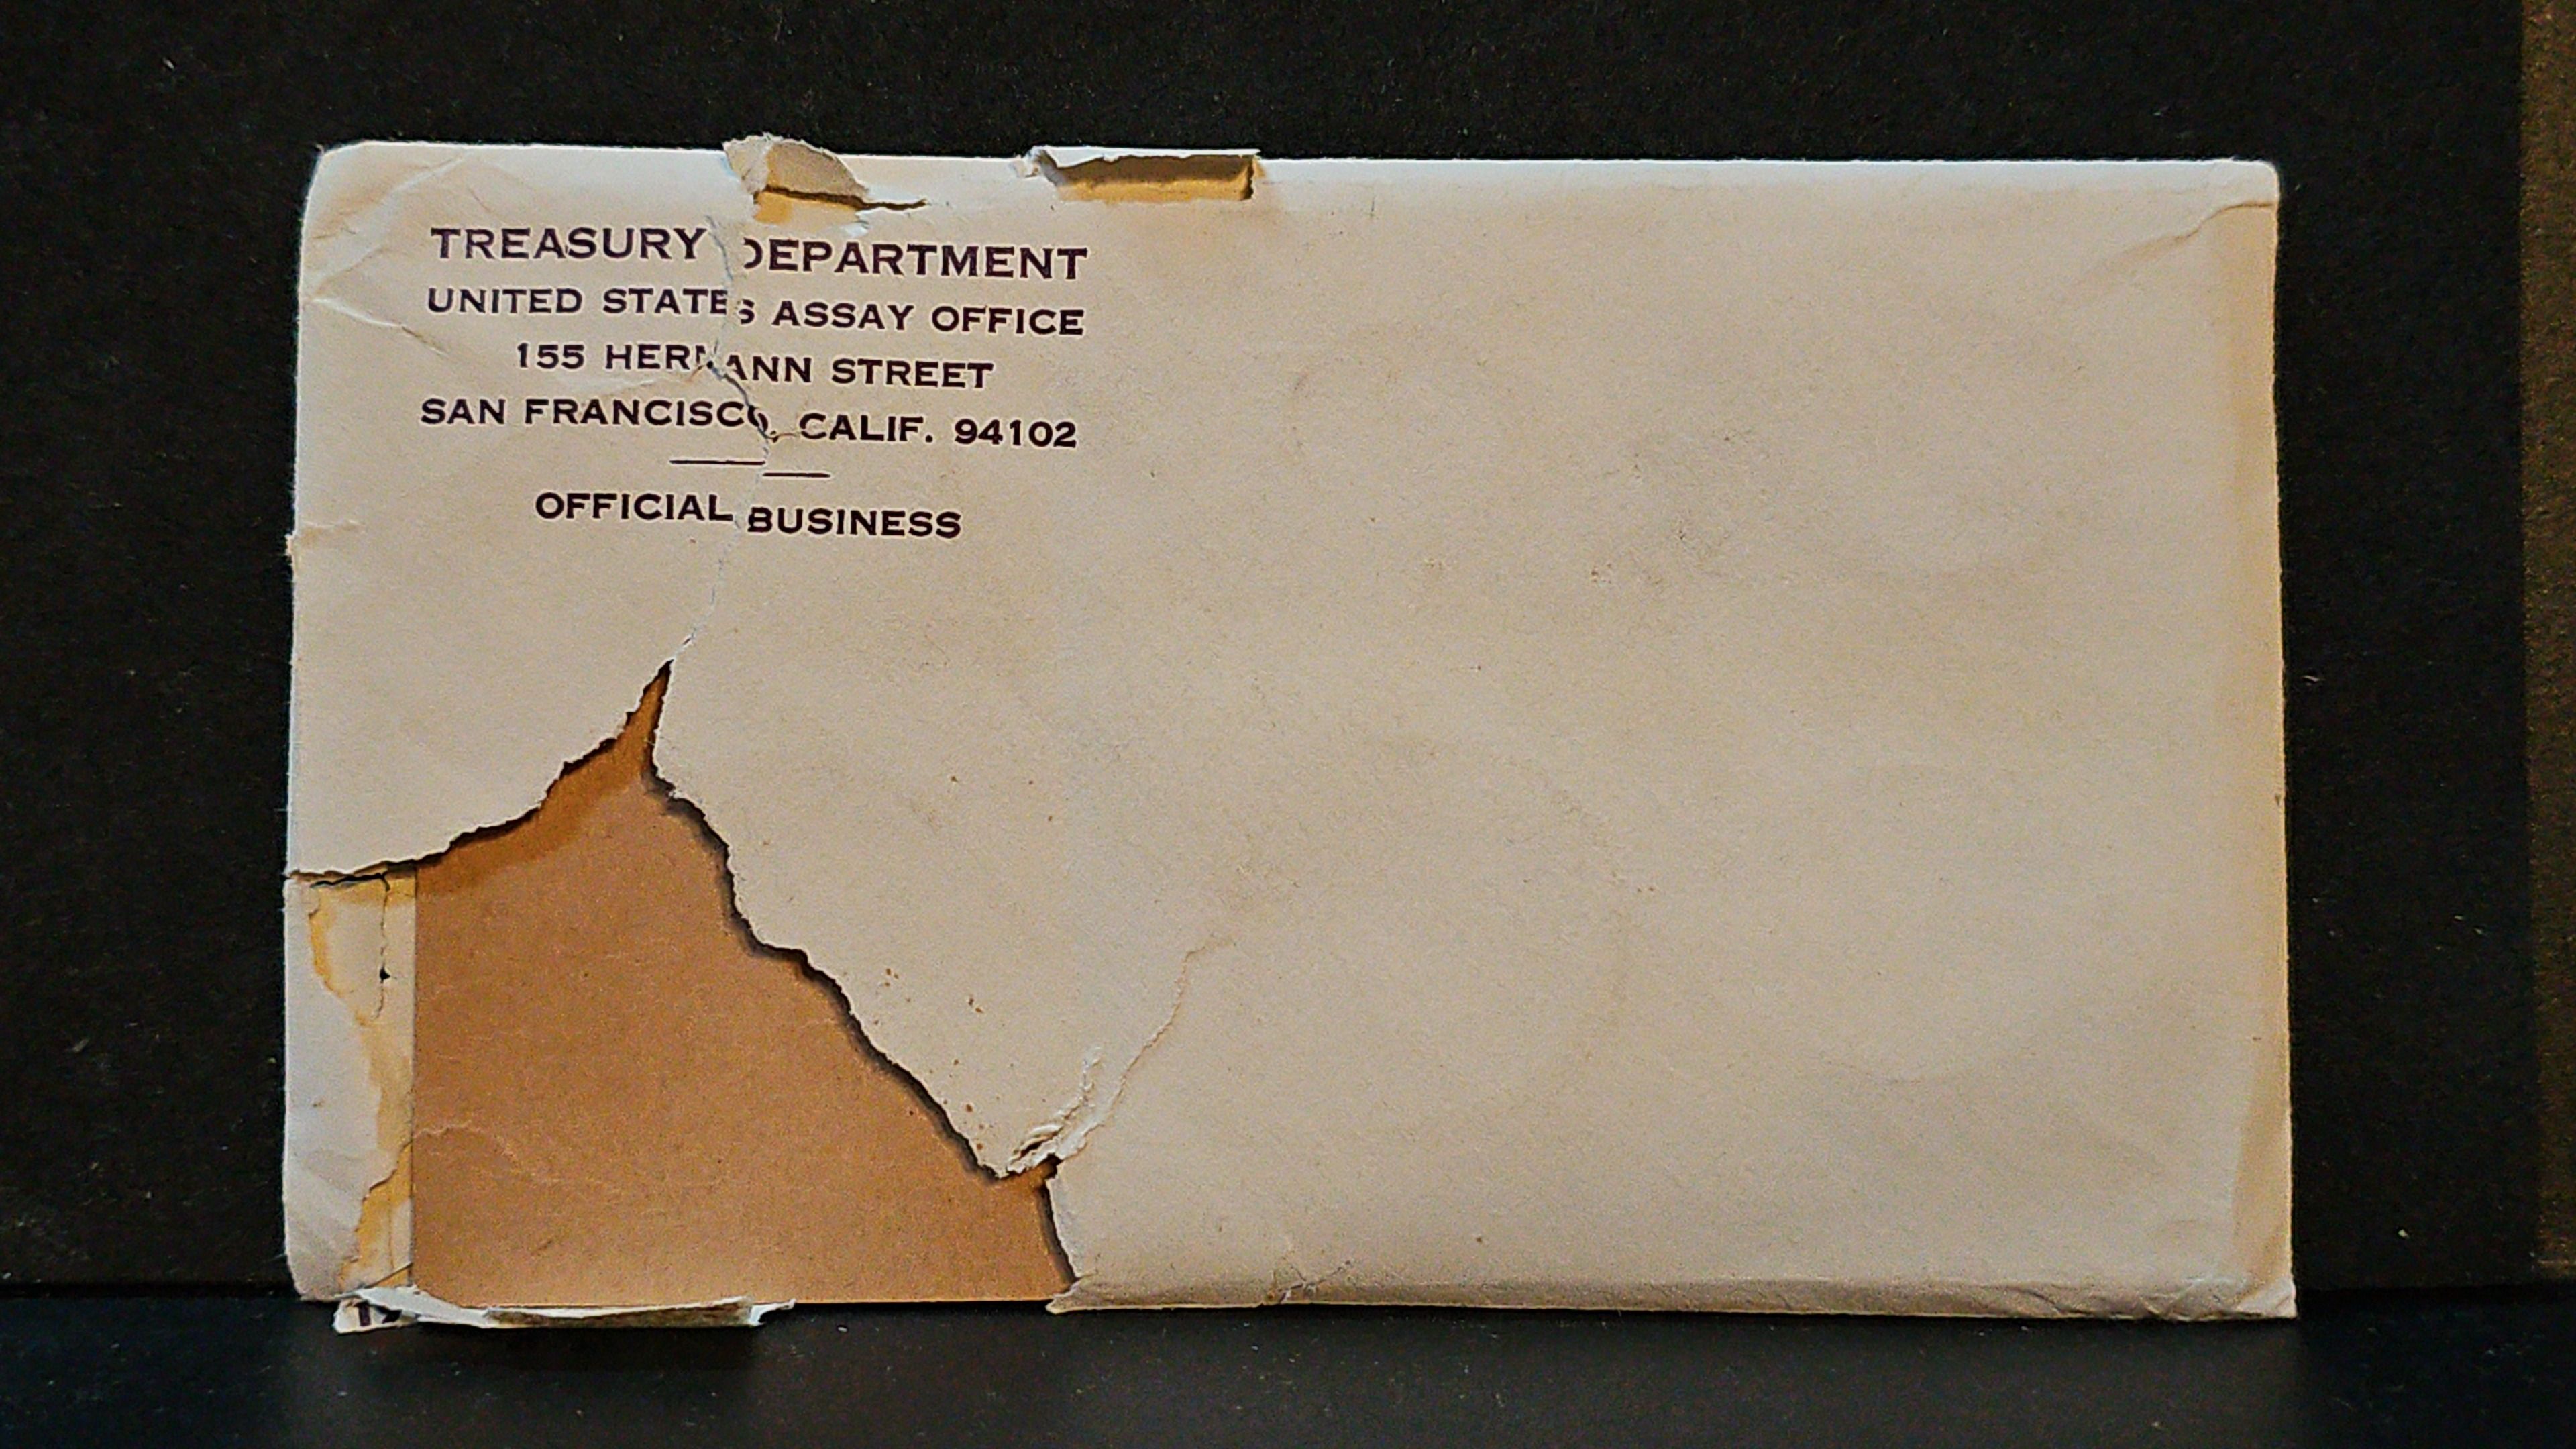 TREASURY DEPARTMENT
UNITED STATES ASSAY OFFICE
155 HERMANN STREET
SAN FRANCISCO, CALIF. 94102
OFFICIAL BUSINESS